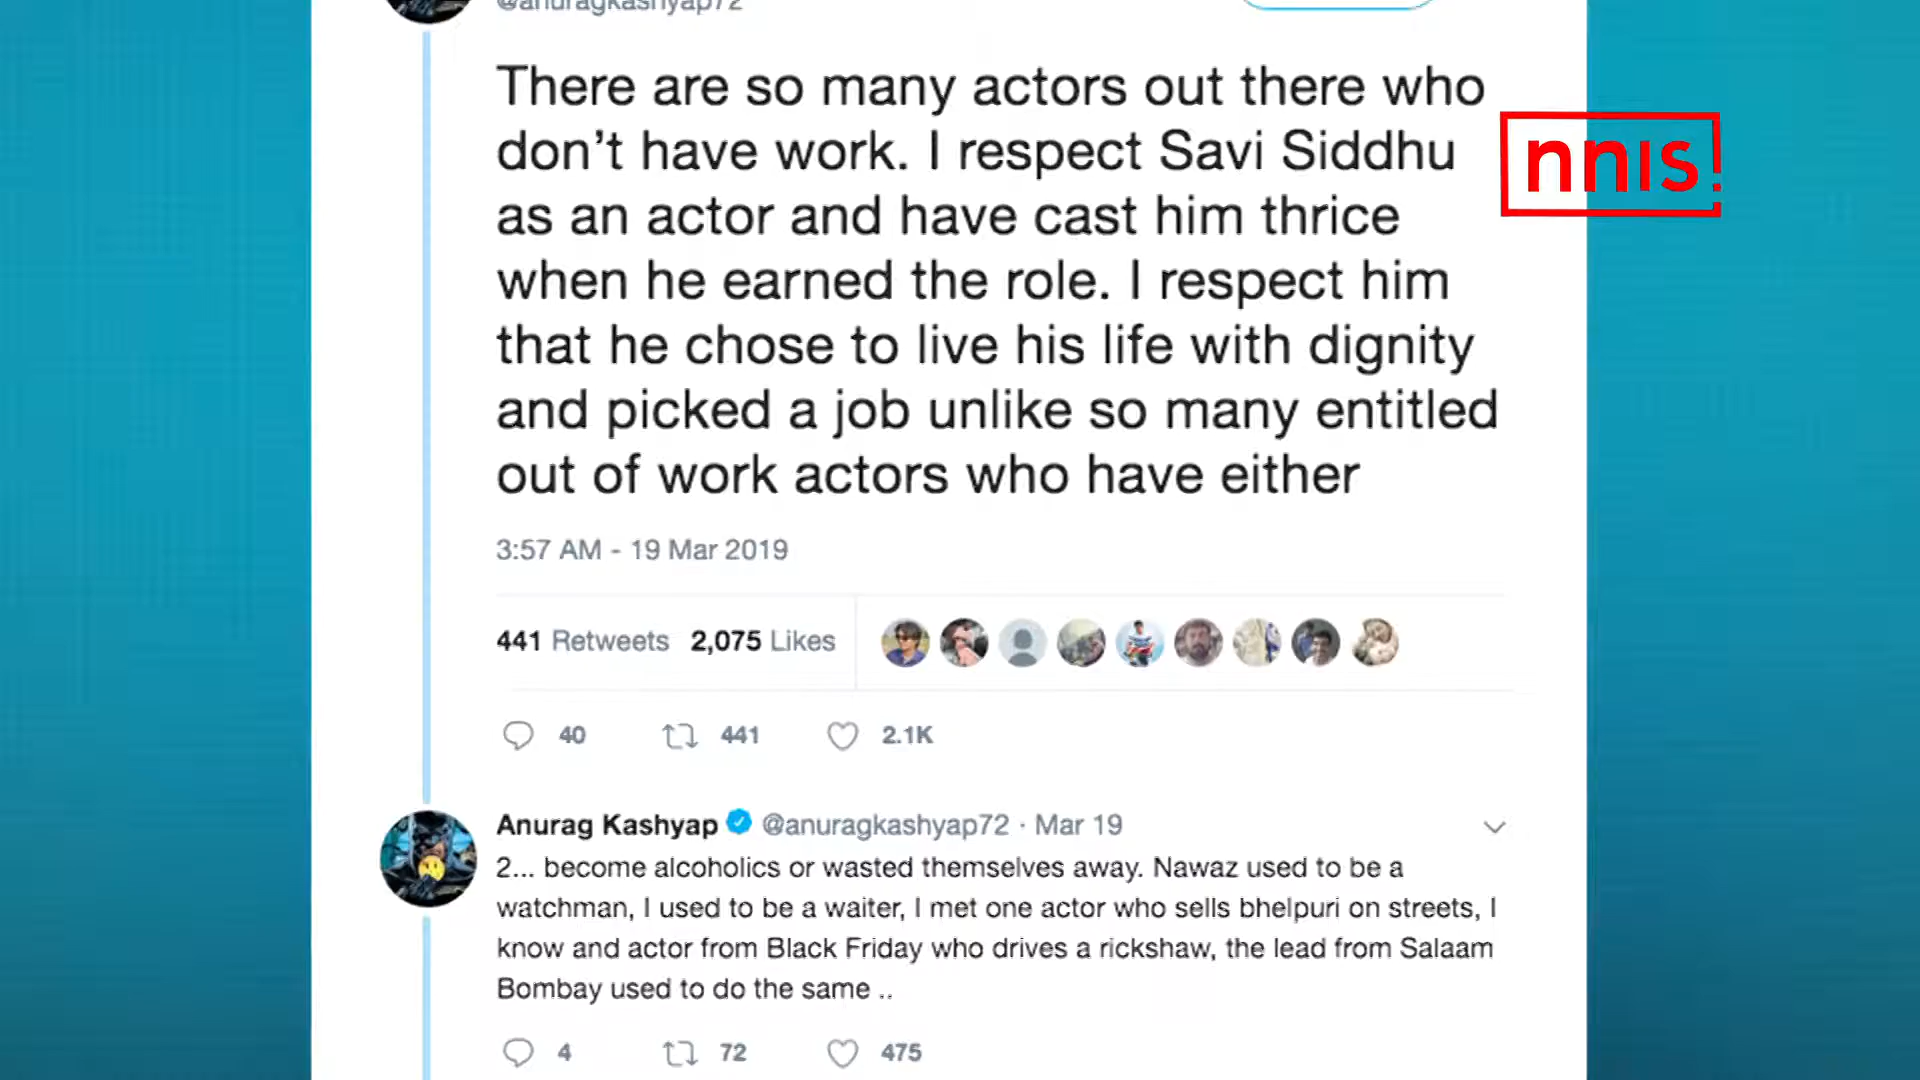 @anuragkashyap72
There are so many actors out there who
don’t have work. I respect Savi Siddhu
as an actor and have cast him thrice
when he earned the role. I respect him
that he chose to live his life with dignity
and picked a job unlike so many entitled
out of work actors who have either
nnis!
3:57 AM - 19 Mar 2019
441 Retweets 2,075 Likes
40 441 2.1K
Anurag Kashyap @anuragkashyap72 · Mar 19
2... become alcoholics or wasted themselves away. Nawaz used to be a
watchman, I used to be a waiter, I met one actor who sells bhelpuri on streets, I
know and actor from Black Friday who drives a rickshaw, the lead from Salaam
Bombay used to do the same ..
4 72 475